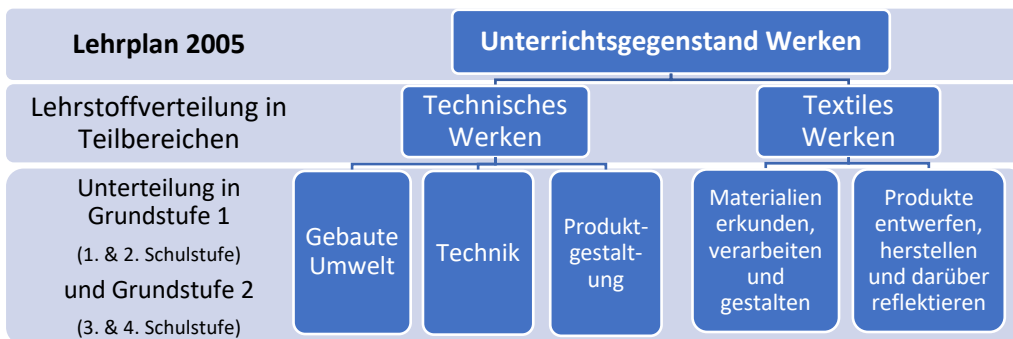 Lehrplan 2005
Unterrichtsgegenstand Werken
Lehrstoffverteilung in
Teilbereichen
Technisches
Werken
Textiles
Werken
Unterteilung in
Grundstufe 1
(1. & 2. Schulstufe)
und Grundstufe 2
(3. & 4. Schulstufe)
Gebaute
Umwelt
Technik
Produkt-
gestalt-
ung
Materialien
erkunden,
verarbeiten
und
gestalten
Produkte
entwerfen,
herstellen
und darüber
reflektieren